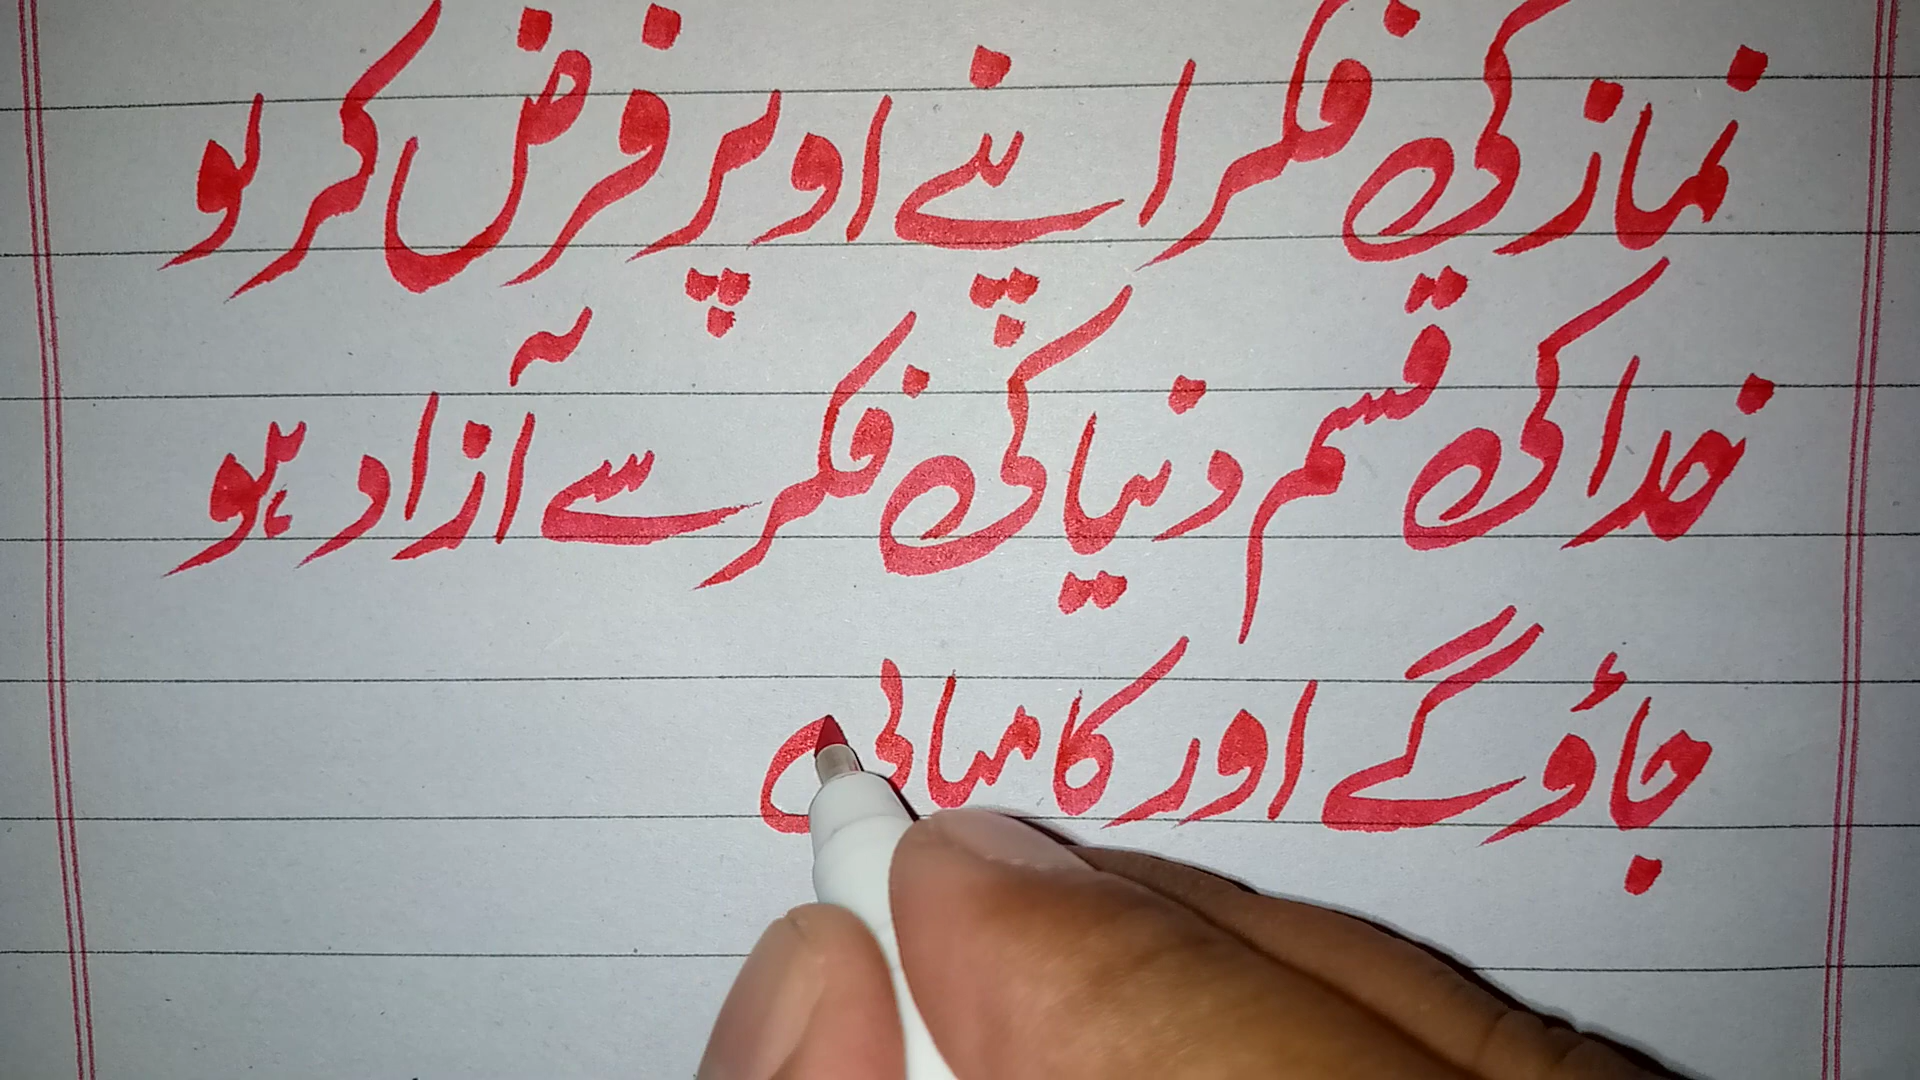 نماز کی فکر اپنے اوپر فرض کر لو
خدا کی قسم دنیا کی فکر سے آزاد ہو
جاؤ گے اور کامیابی